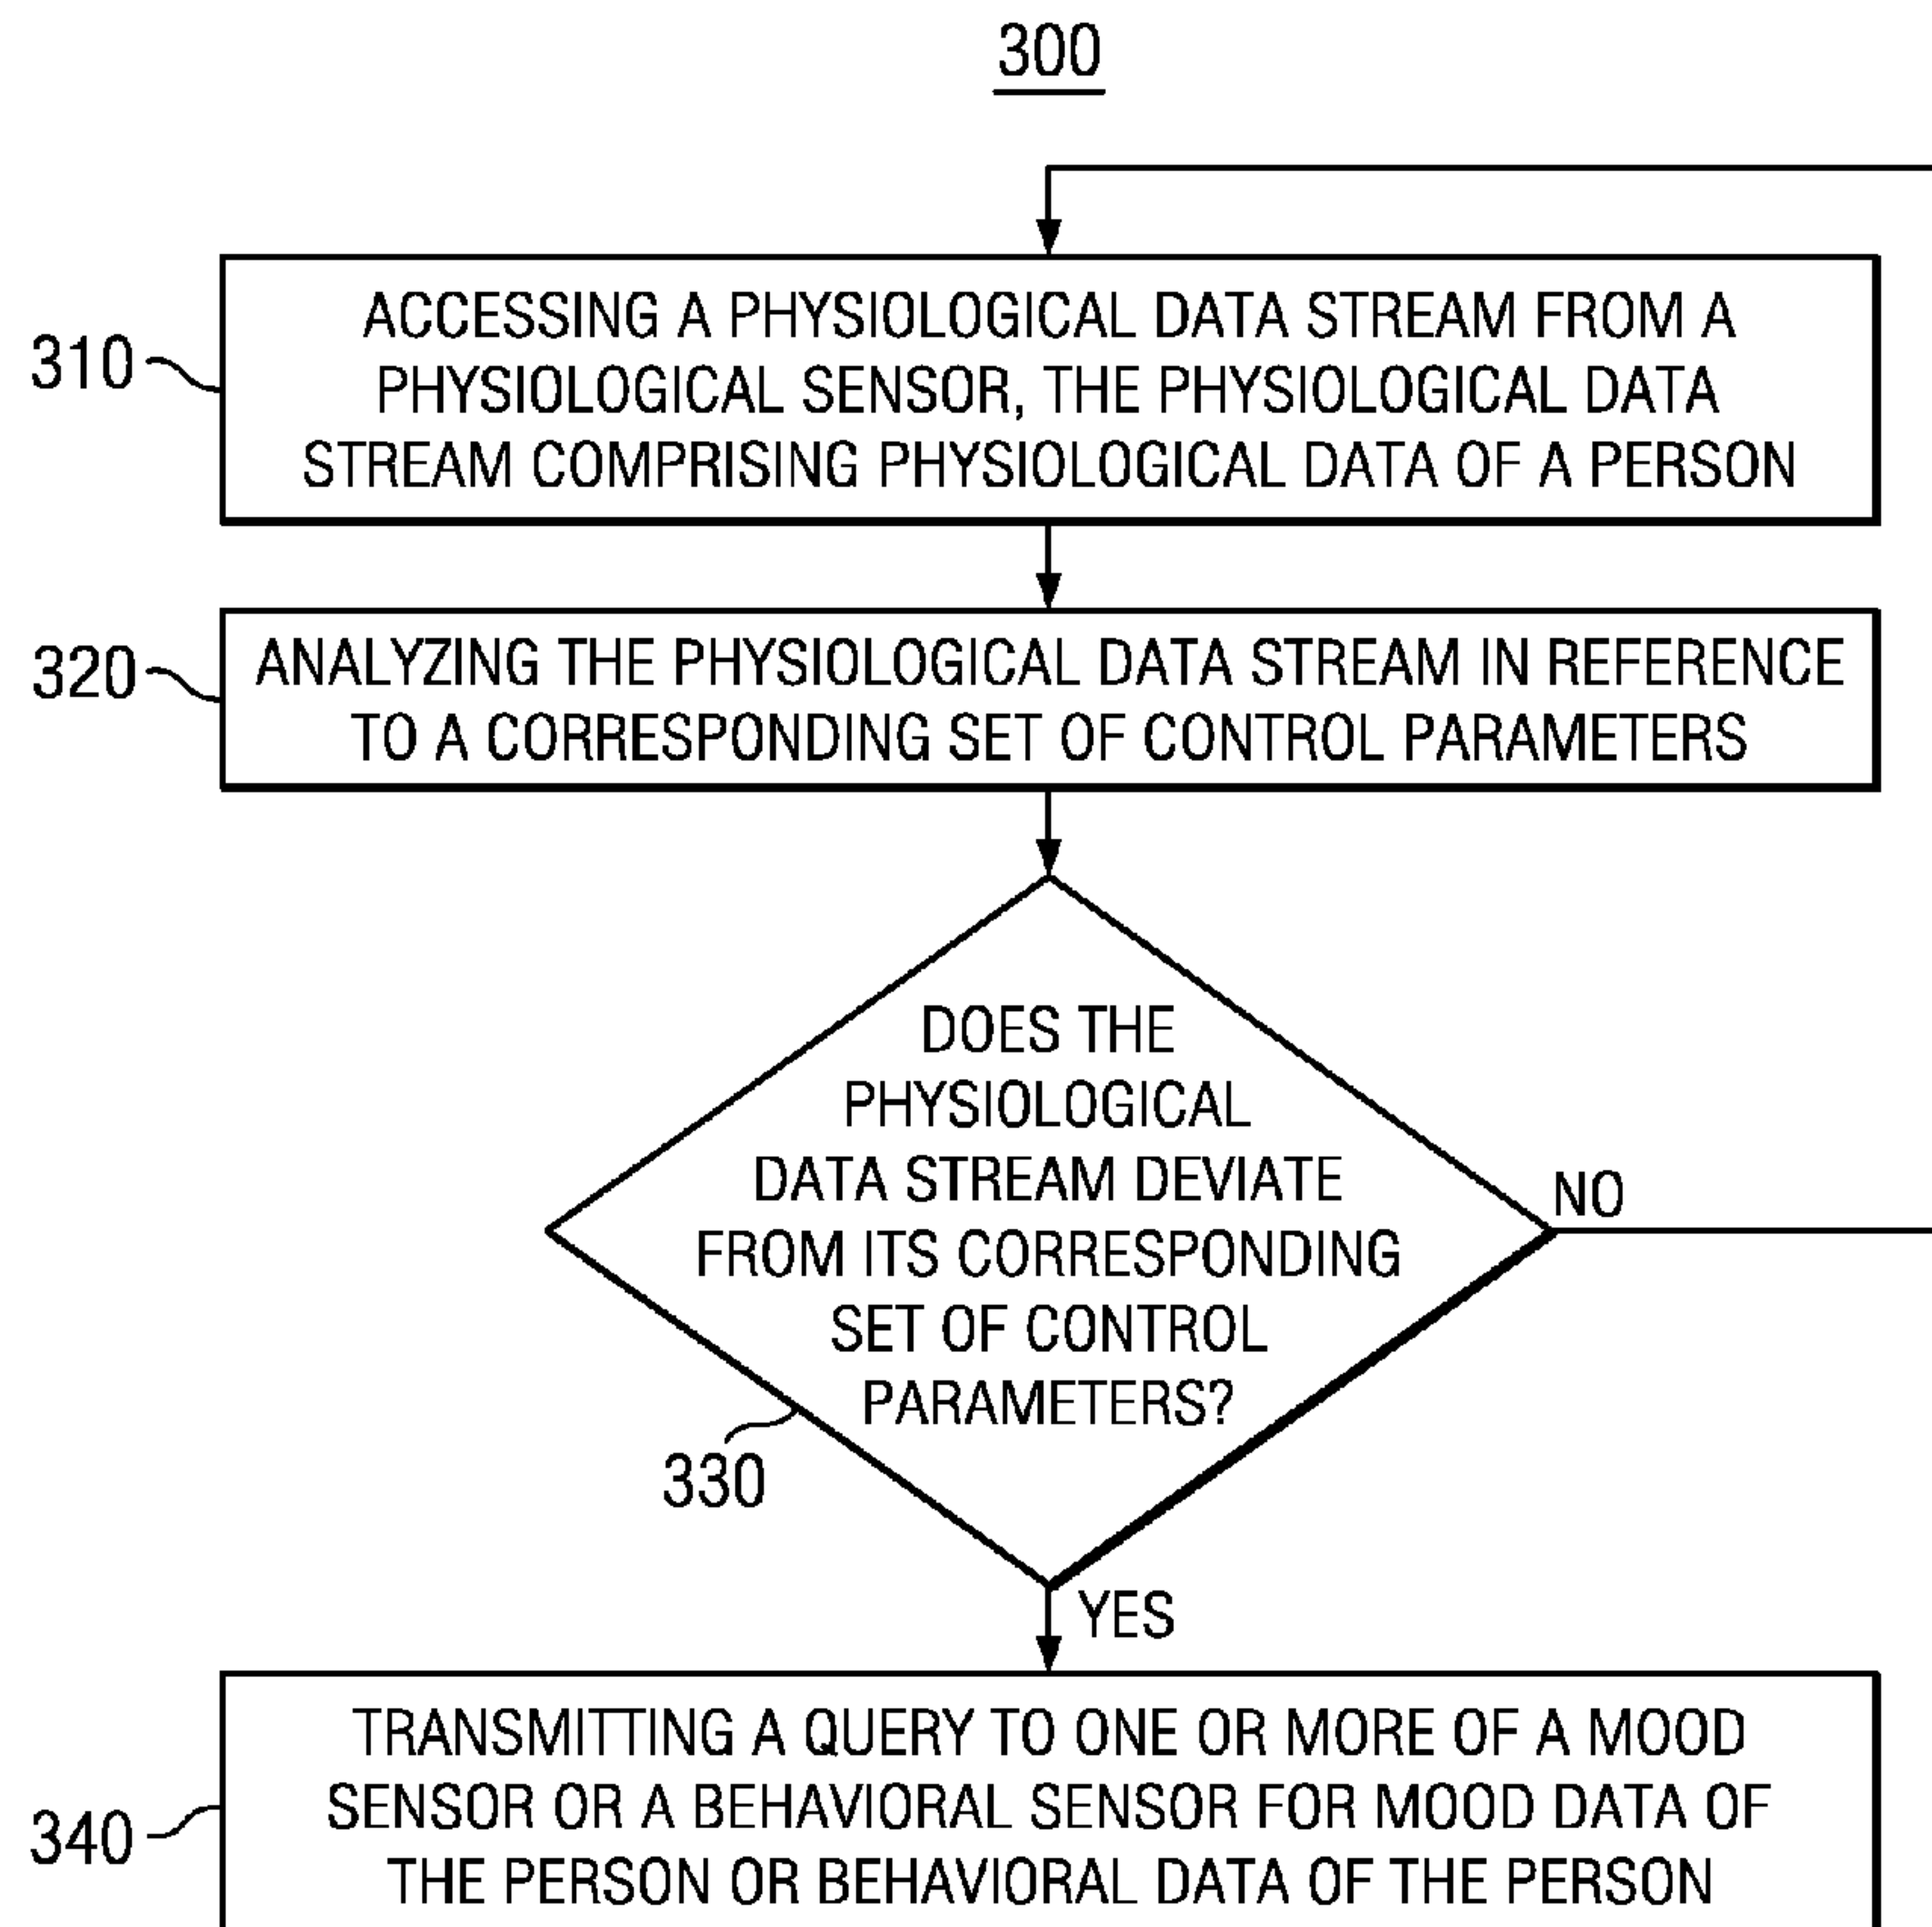 300
310
ACCESSING A PHYSIOLOGICAL DATA STREAM FROM A
PHYSIOLOGICAL SENSOR, THE PHYSIOLOGICAL DATA
STREAM COMPRISING PHYSIOLOGICAL DATA OF A PERSON
320
ANALYZING THE PHYSIOLOGICAL DATA STREAM IN REFERENCE
TO A CORRESPONDING SET OF CONTROL PARAMETERS
DOES THE
PHYSIOLOGICAL
DATA STREAM DEVIATE
FROM ITS CORRESPONDING
SET OF CONTROL
PARAMETERS?
NO
330
YES
340
TRANSMITTING A QUERY TO ONE OR MORE OF A MOOD
SENSOR OR A BEHAVIORAL SENSOR FOR MOOD DATA OF
THE PERSON OR BEHAVIORAL DATA OF THE PERSON